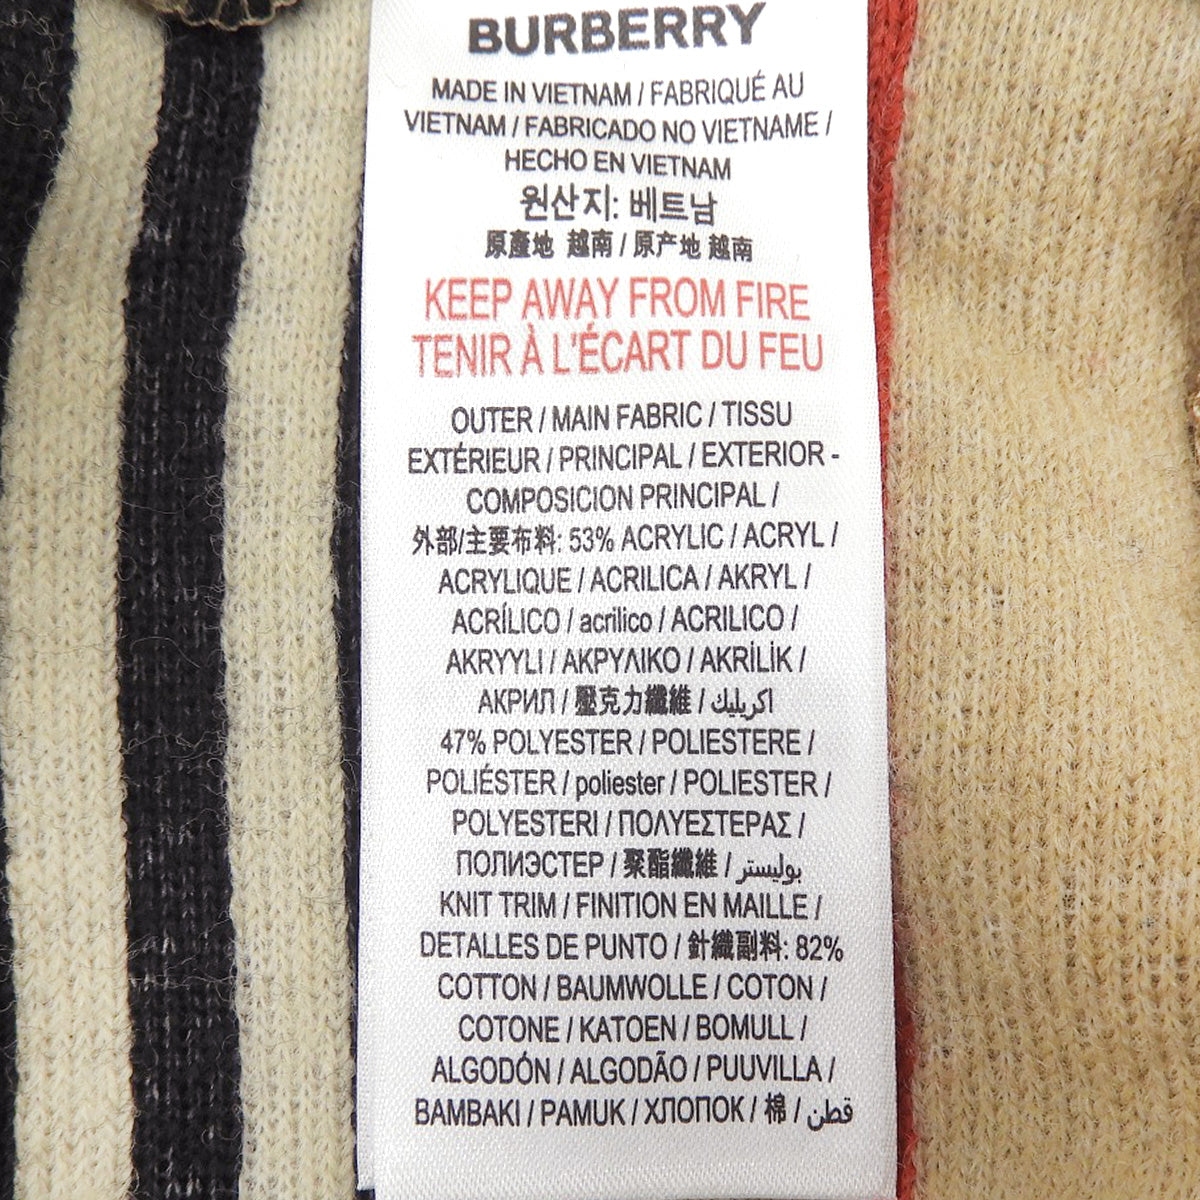 BURBERRY
MADE IN VIETNAM / FABRIQUÉ AU
VIETNAM / FABRICADO NO VIETNAME /
HECHO EN VIETNAM
원산지: 베트남
原產地 越南 / 原产地 越南
KEEP AWAY FROM FIRE
TENIR À L'ÉCART DU FEU
OUTER / MAIN FABRIC / TISSU
EXTÉRIEUR / PRINCIPAL / EXTERIOR -
COMPOSICION PRINCIPAL /
外部/主要布料: 53% ACRYLIC / ACRYL /
ACRYLIQUE / ACRILICA / AKRYL /
ACRÍLICO / acrilico / ACRILICO /
AKRYYLI / ΑΚΡΥΛΙΚΟ / AKRİLİK /
АКРИЛ / 壓克力纖維 / اكريليك
47% POLYESTER / POLIESTERE /
POLIÉSTER / poliester / POLIESTER /
POLYESTERI / ΠΟΛΥΕΣΤΕΡΑΣ /
ПОЛИЭСТЕР / 聚酯纖維 / بوليستر
KNIT TRIM / FINITION EN MAILLE /
DETALLES DE PUNTO / 針織副料: 82%
COTTON / BAUMWOLLE / COTON /
COTONE / KATOEN / BOMULL /
ALGODÓN / ALGODÃO / PUUVILLA /
BAMBAKI / PAMUK / ХЛОПОК / 棉 / قطن